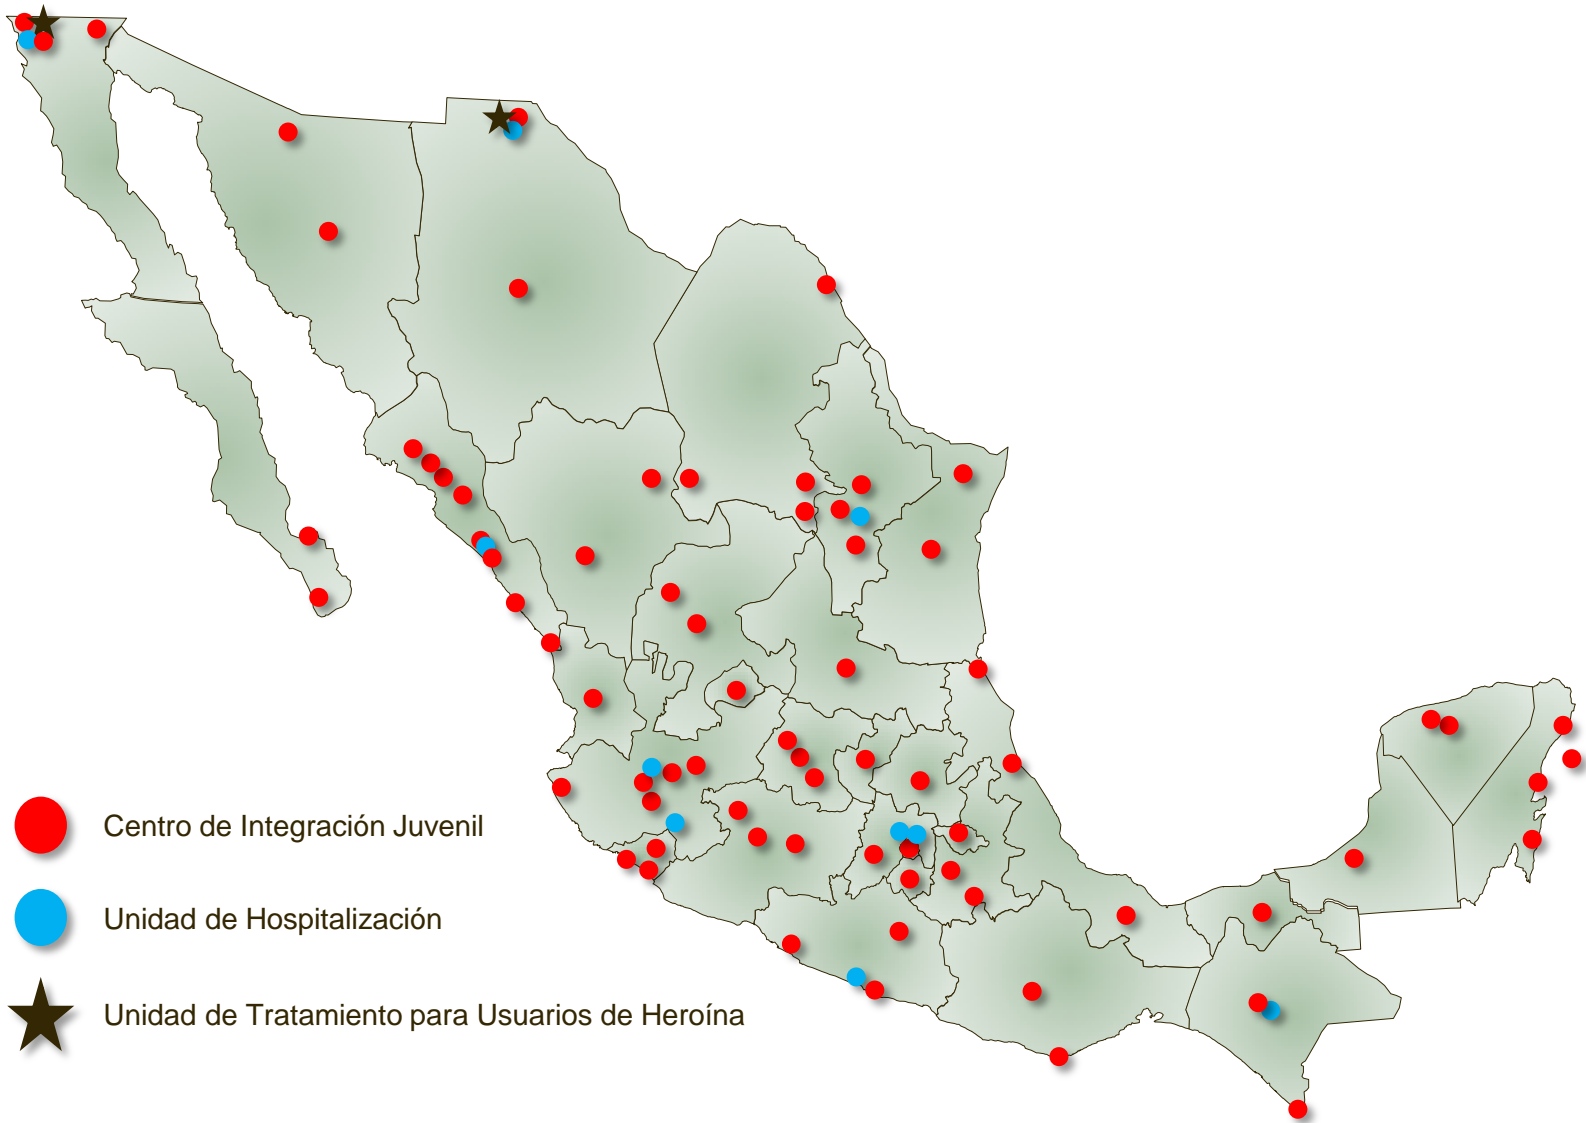 Centro de Integración Juvenil
Unidad de Hospitalización
Unidad de Tratamiento para Usuarios de Heroína